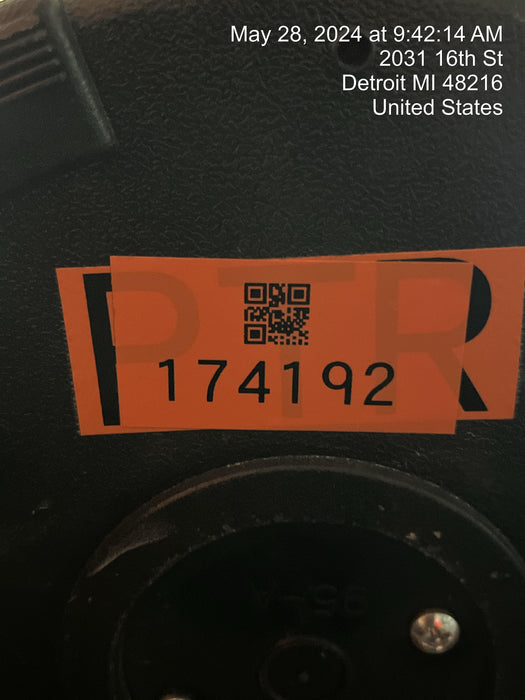 May 28, 2024 at 9:42:14 AM
2031 16th St
Detroit MI 48216
United States
PTR
174192